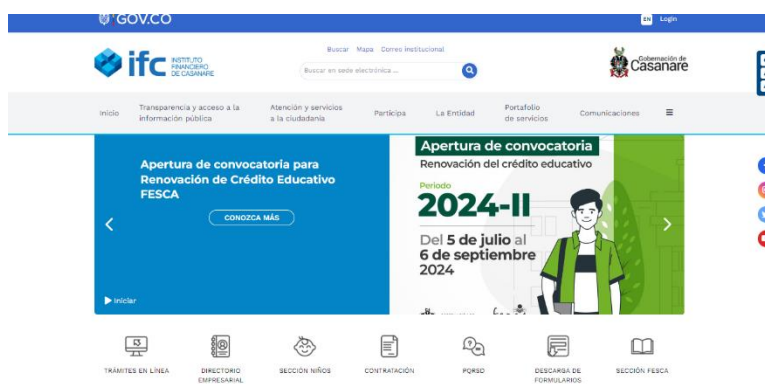 GOV.CO
EN Login
ifc INSTITUTO
FINANCIERO
DE CASANARE
Buscar Mapa Correo institucional
Buscar en sede electrónica ...
Gobernación de
Casanare
Inicio
Transparencia y acceso a la
información pública
Atención y servicios
a la ciudadanía
Participa
La Entidad
Portafolio
de servicios
Comunicaciones
Apertura de convocatoria para
Renovación de Crédito Educativo
FESCA
CONOZCA MÁS
Iniciar
Apertura de convocatoria
Renovación del crédito educativo
Periodo
2024-II
Del 5 de julio al
6 de septiembre
2024
TRÁMITES EN LÍNEA
DIRECTORIO
EMPRESARIAL
SECCIÓN NIÑOS
CONTRATACIÓN
PQRSD
DESCARGA DE
FORMULARIOS
SECCIÓN FESCA